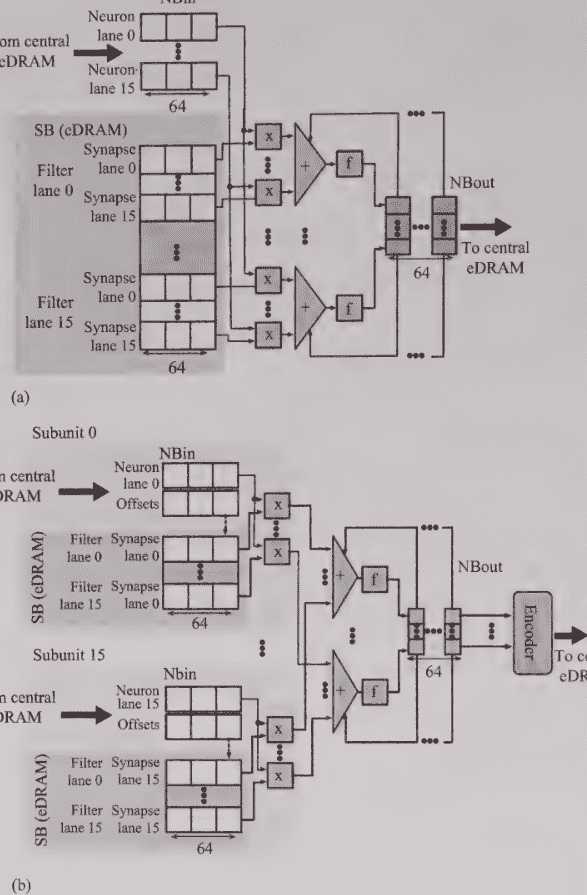 NBin
Neuron
lane 0
central
eDRAM
Neuron
lane 15
64
SB (eDRAM)
Synapse
lane 0
Filter
lane 0
Synapse
lane 15
Synapse
lane 0
Filter
lane 15
Synapse
lane 15
64
x
x
x
x
+
+
f
f
NBout
64
To central
eDRAM
(a)
Subunit 0
NBin
central
Neuron
lane 0
Offsets
SB (eDRAM)
Filter Synapse
lane 0 lane 0
Filter Synapse
lane 15 lane 0
64
x
x
Subunit 15
Nbin
central
Neuron
lane 15
Offsets
SB (eDRAM)
Filter Synapse
lane 0 lane 15
Filter Synapse
lane 15 lane 15
64
x
x
+
+
f
f
NBout
64
Encoder
To
(b)